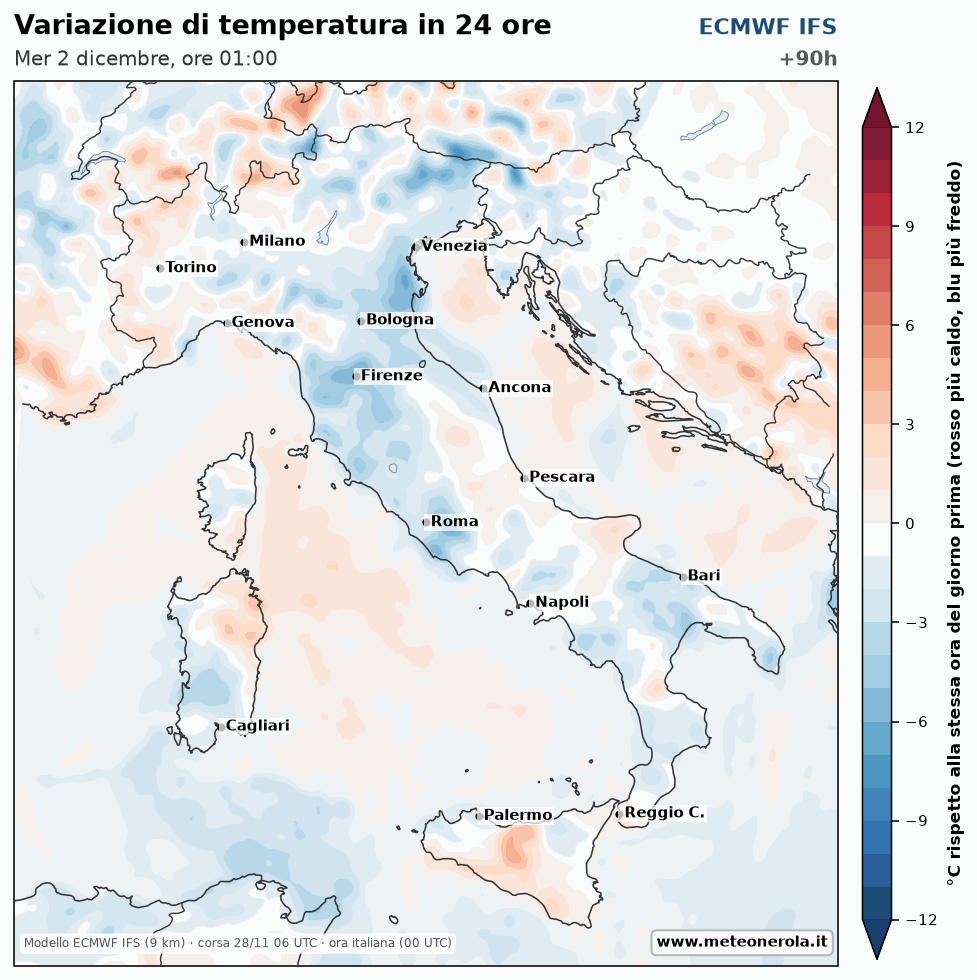 Variazione di temperatura in 24 ore
ECMWF IFS
Mer 2 dicembre, ore 01:00
+90h
Milano
Venezia
Torino
Genova
Bologna
Firenze
Ancona
Pescara
Roma
Bari
Napoli
Cagliari
Palermo
Reggio C.
12
9
6
3
0
−3
−6
−9
−12
°C rispetto alla stessa ora del giorno prima (rosso più caldo, blu più freddo)
Modello ECMWF IFS (9 km) · corsa 28/11 06 UTC · ora italiana (00 UTC)
www.meteonerola.it